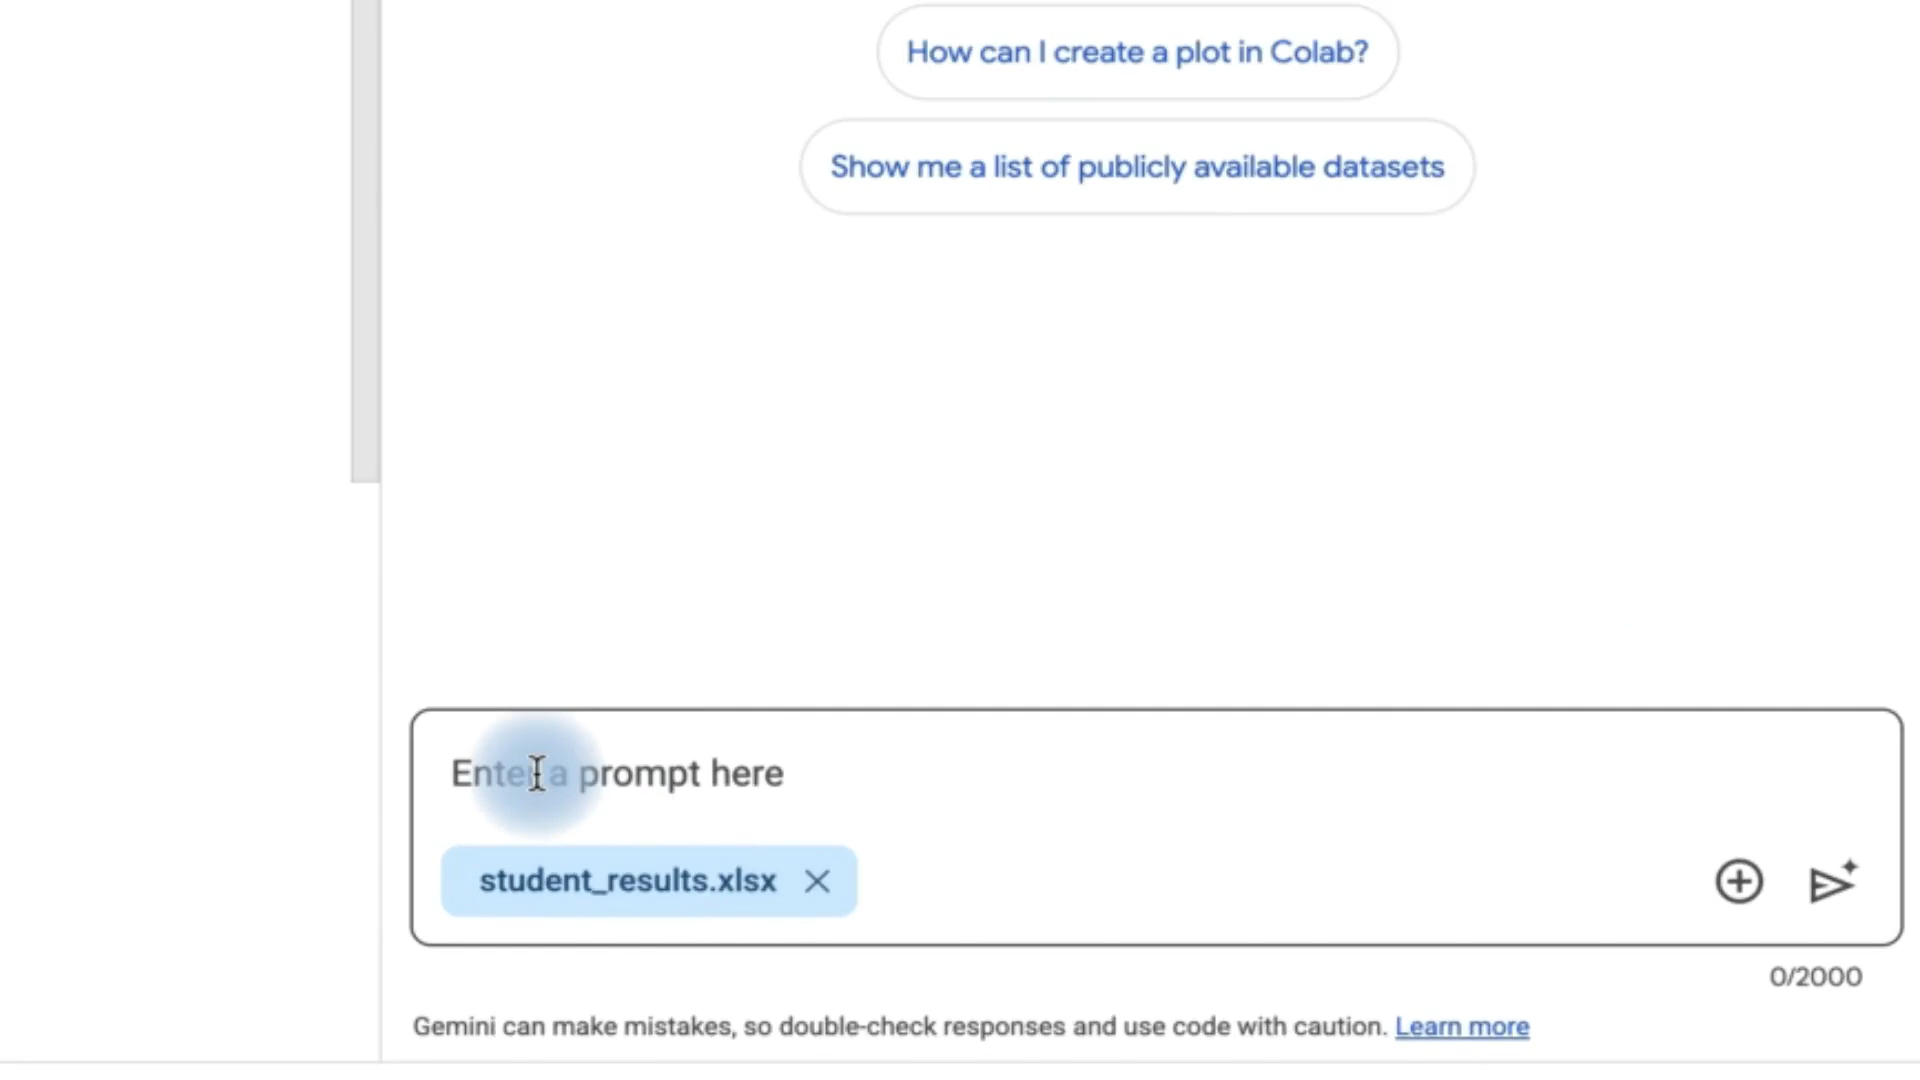 How can I create a plot in Colab?
Show me a list of publicly available datasets
Enter a prompt here
student_results.xlsx
0/2000
Gemini can make mistakes, so double-check responses and use code with caution. Learn more